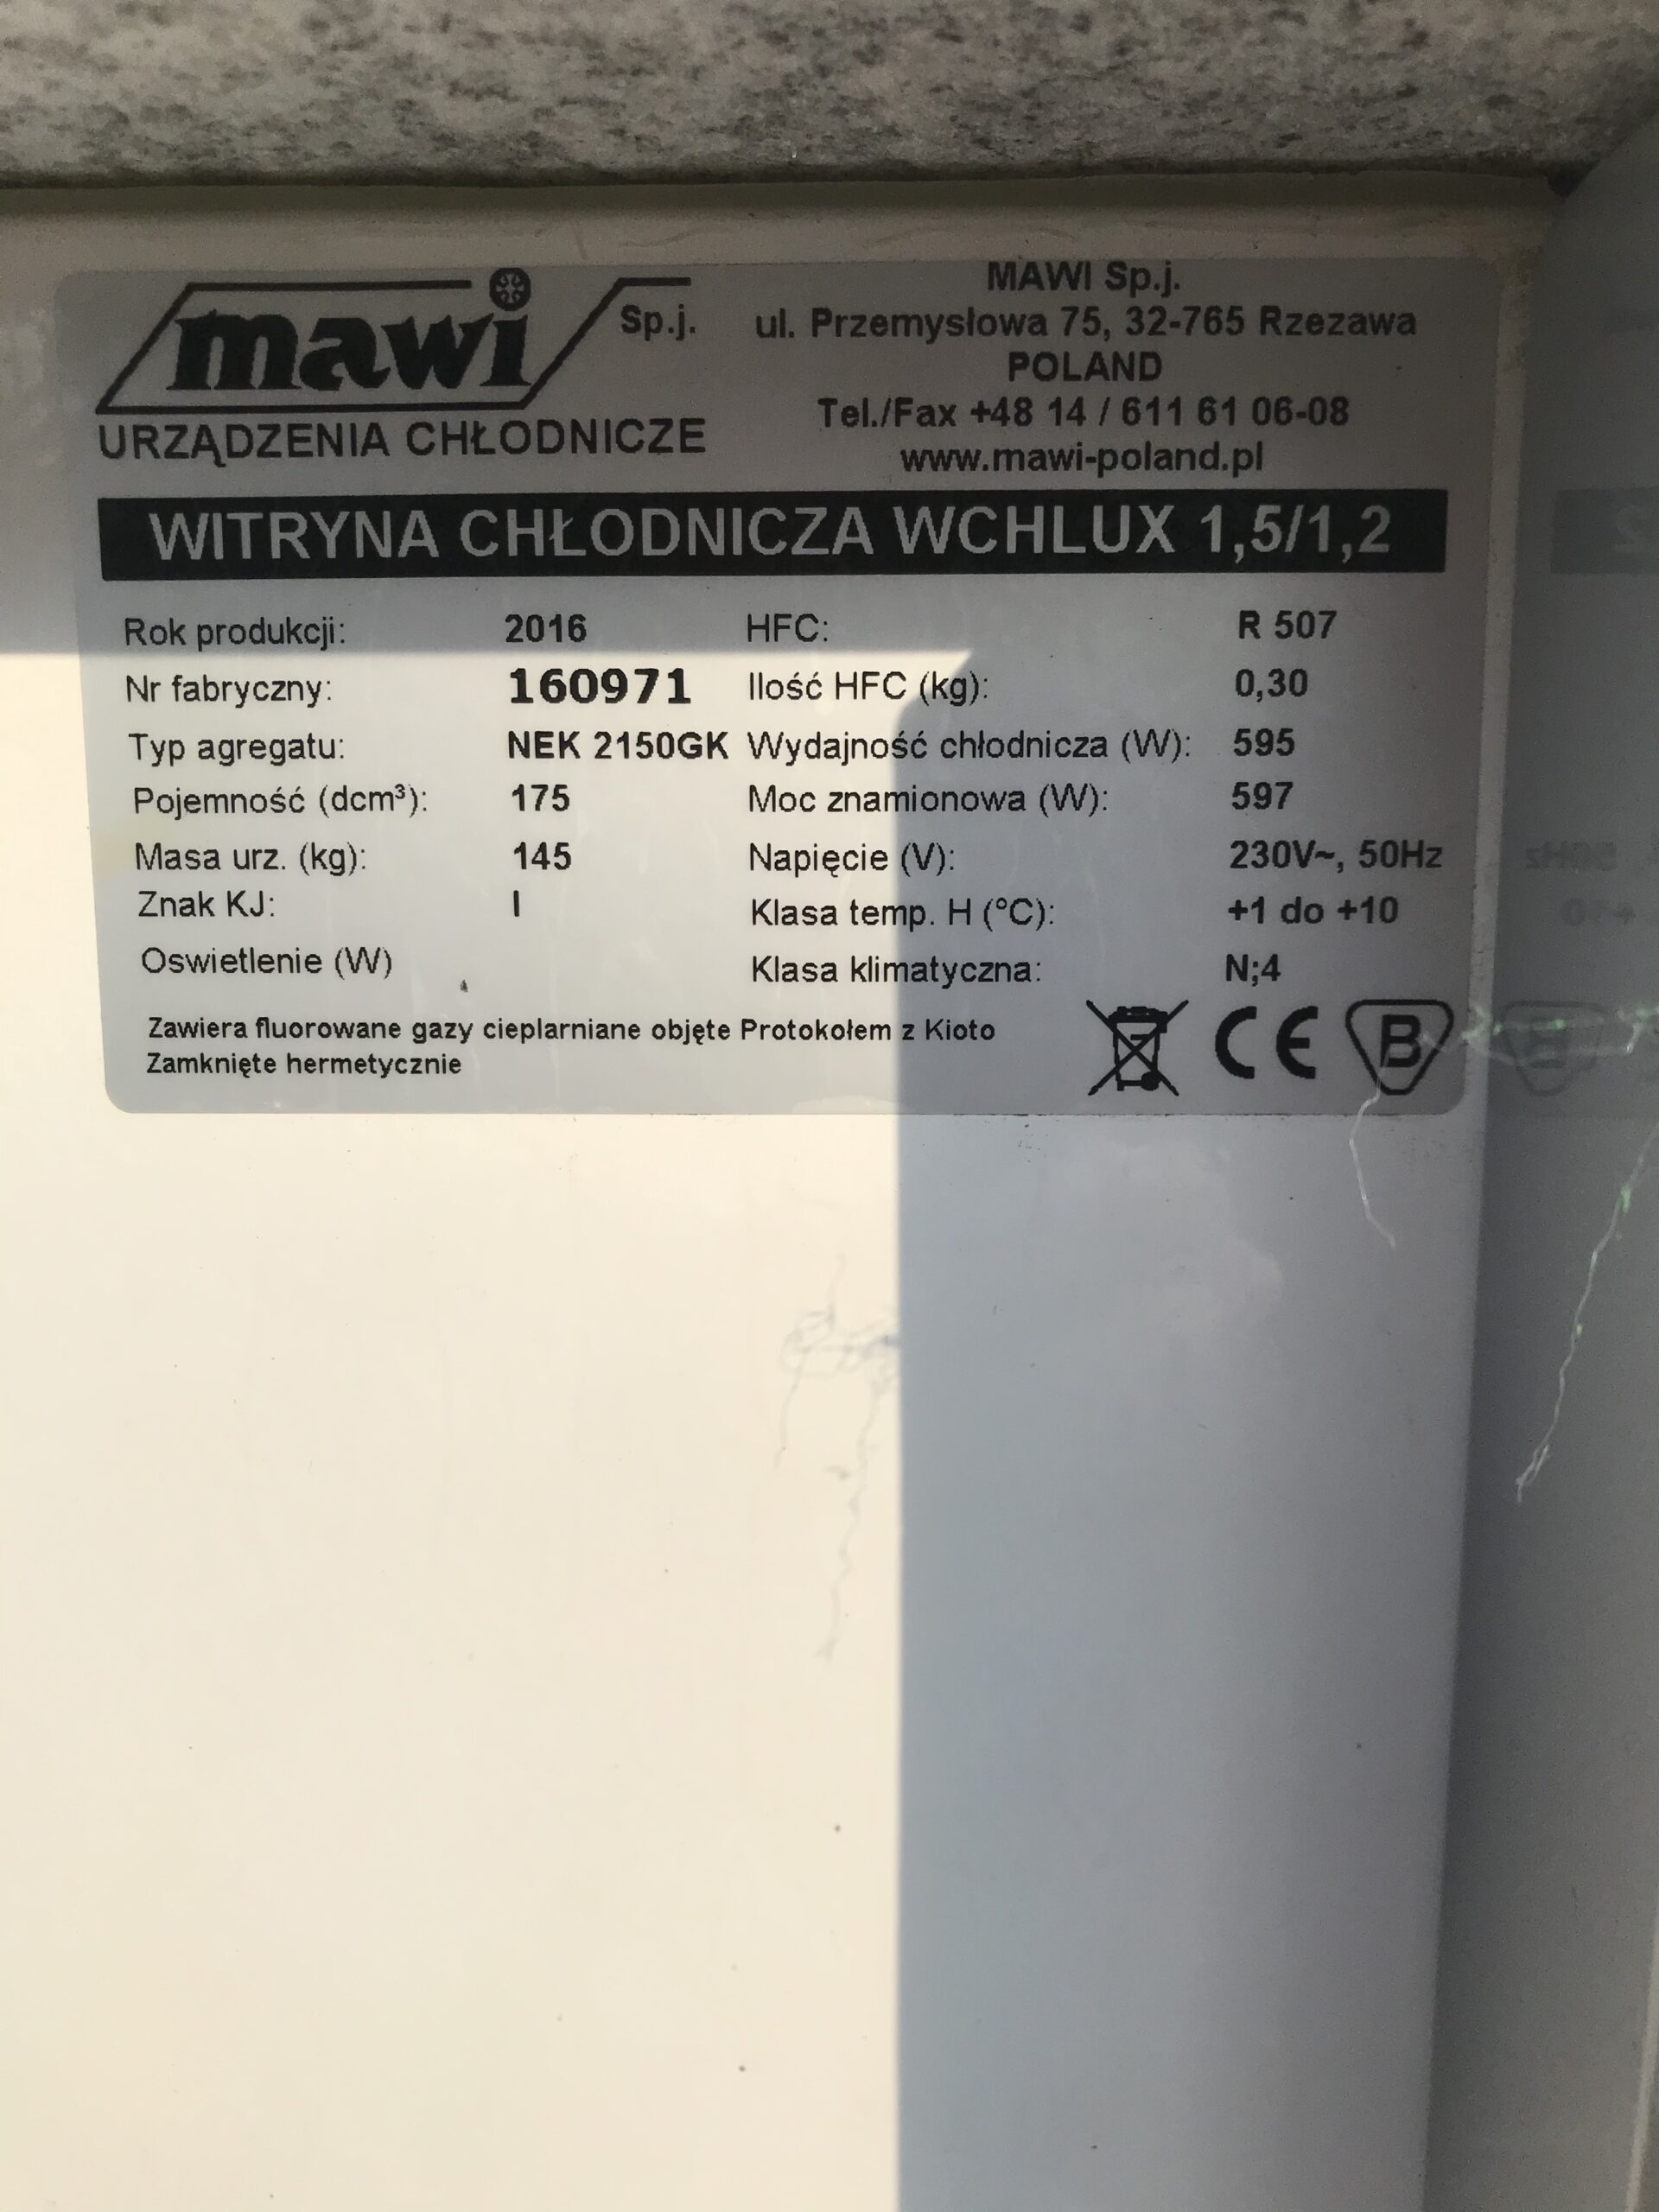 mawi Sp.j.
URZĄDZENIA CHŁODNICZE
MAWI Sp.j.
ul. Przemysłowa 75, 32-765 Rzezawa
POLAND
Tel./Fax +48 14 / 611 61 06-08
www.mawi-poland.pl
WITRYNA CHŁODNICZA WCHLUX 1,5/1,2
Rok produkcji: 2016 HFC: R 507
Nr fabryczny: 160971 Ilość HFC (kg): 0,30
Typ agregatu: NEK 2150GK Wydajność chłodnicza (W): 595
Pojemność (dcm³): 175 Moc znamionowa (W): 597
Masa urz. (kg): 145 Napięcie (V): 230V~, 50Hz
Znak KJ: I Klasa temp. H (°C): +1 do +10
Oswietlenie (W) Klasa klimatyczna: N;4
Zawiera fluorowane gazy cieplarniane objęte Protokołem z Kioto
Zamknięte hermetycznie
CE B